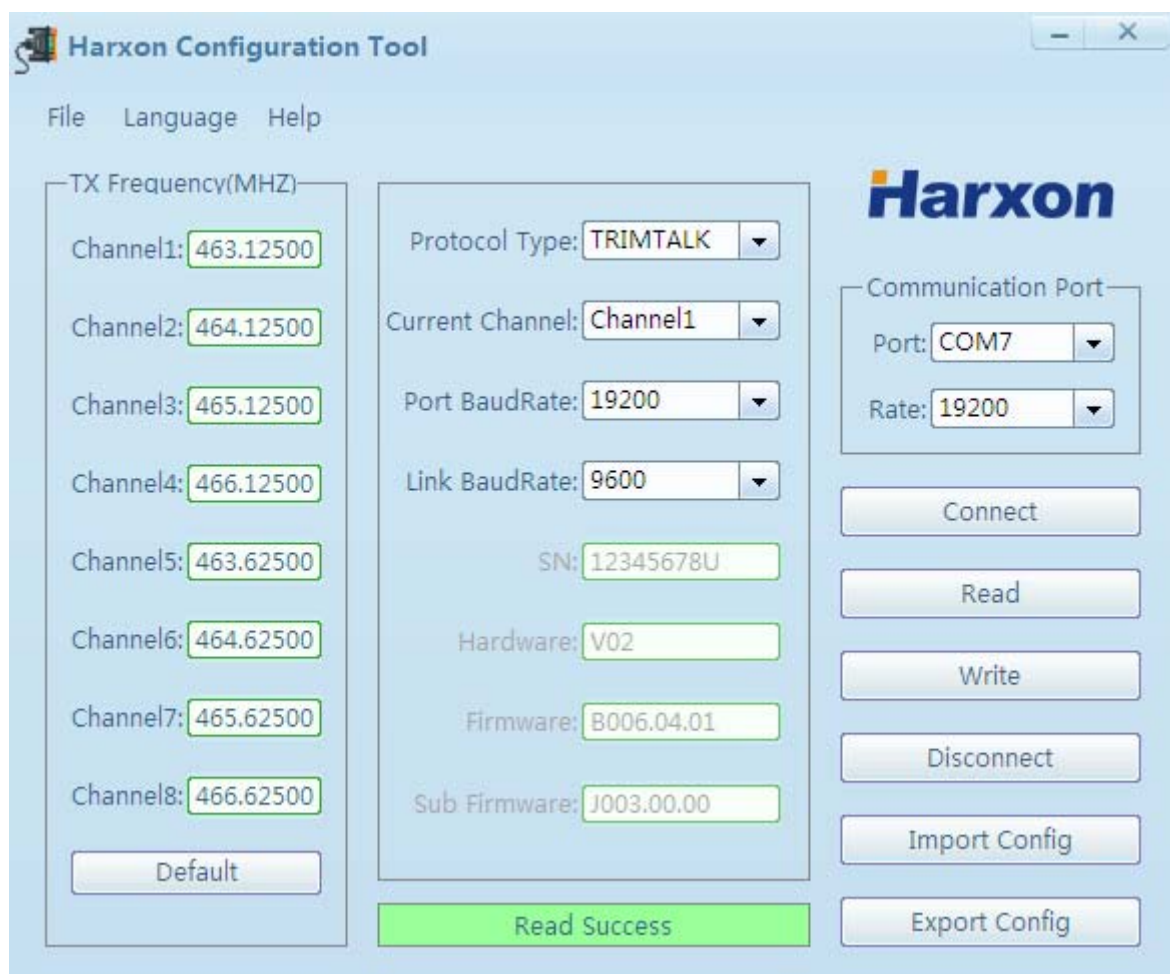 Harxon Configuration Tool
File Language Help
TX Frequency(MHZ)
Channel1: 463.12500
Channel2: 464.12500
Channel3: 465.12500
Channel4: 466.12500
Channel5: 463.62500
Channel6: 464.62500
Channel7: 465.62500
Channel8: 466.62500
Default
Protocol Type: TRIMTALK
Current Channel: Channel1
Port BaudRate: 19200
Link BaudRate: 9600
SN: 12345678U
Hardware: V02
Firmware: B006.04.01
Sub Firmware: J003.00.00
Read Success
Harxon
Communication Port
Port: COM7
Rate: 19200
Connect
Read
Write
Disconnect
Import Config
Export Config